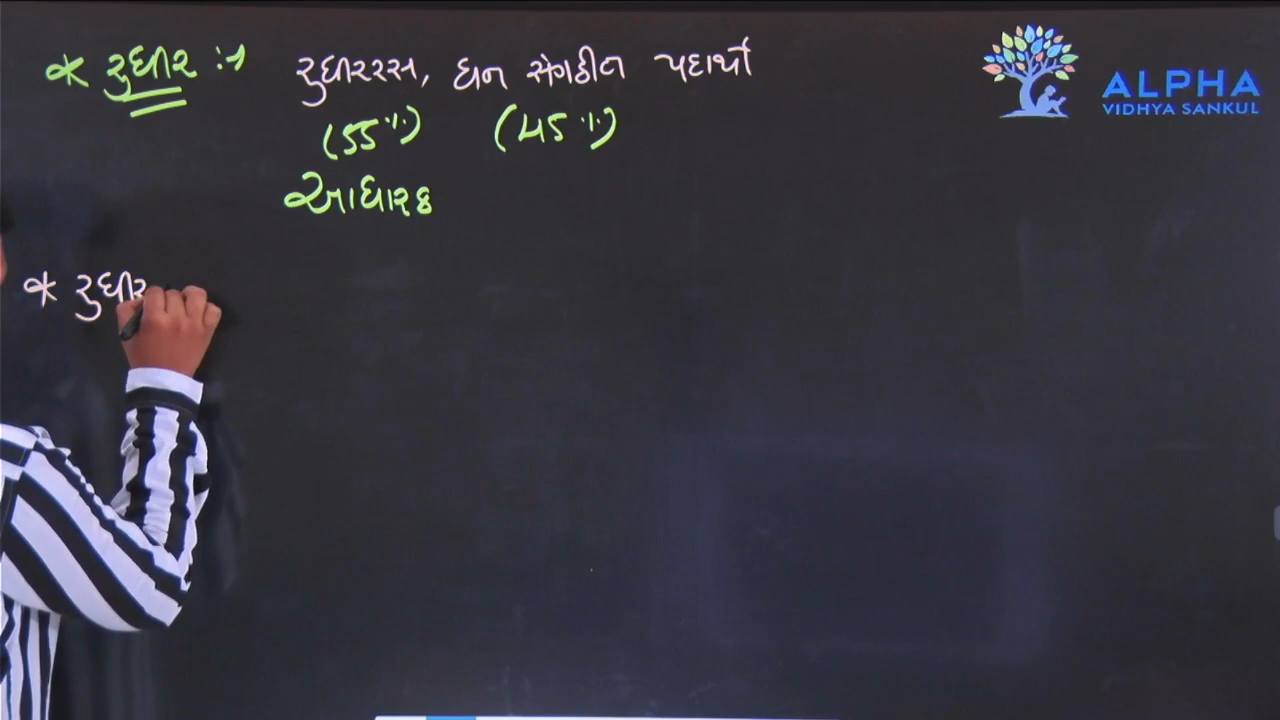 * રુધીર :→ રુધીરરસ, ઘન સંગઠીન પદાર્થો
(55%) (45%)
આધારક
* રુધીર
ALPHA
VIDHYA SANKUL